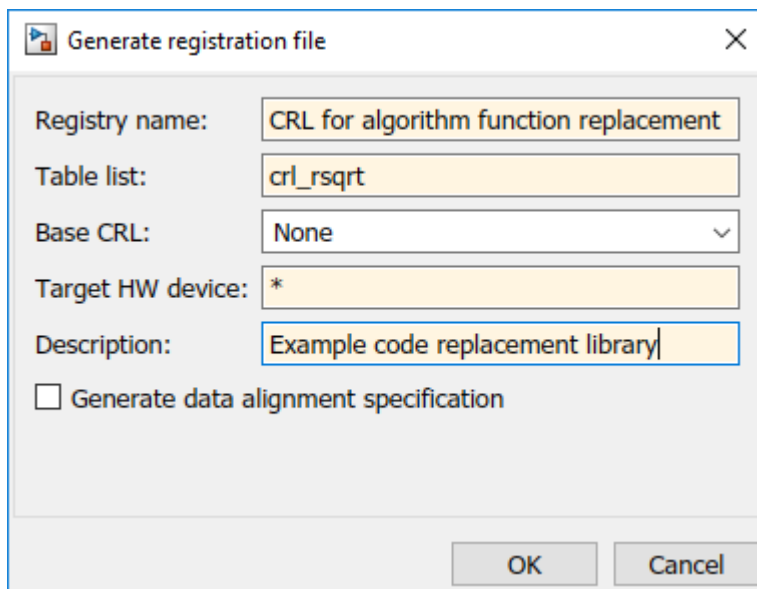 Generate registration file
Registry name: CRL for algorithm function replacement
Table list: crl_rsqrt
Base CRL: None
Target HW device: *
Description: Example code replacement library
Generate data alignment specification
OK Cancel